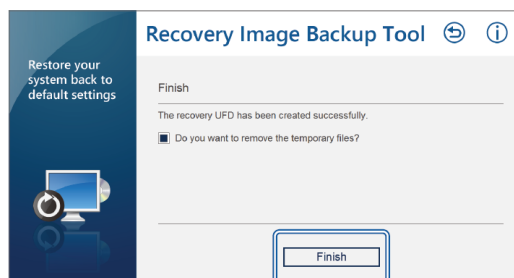 Recovery Image Backup Tool
Restore your
system back to
default settings
Finish
The recovery UFD has been created successfully.
Do you want to remove the temporary files?
Finish